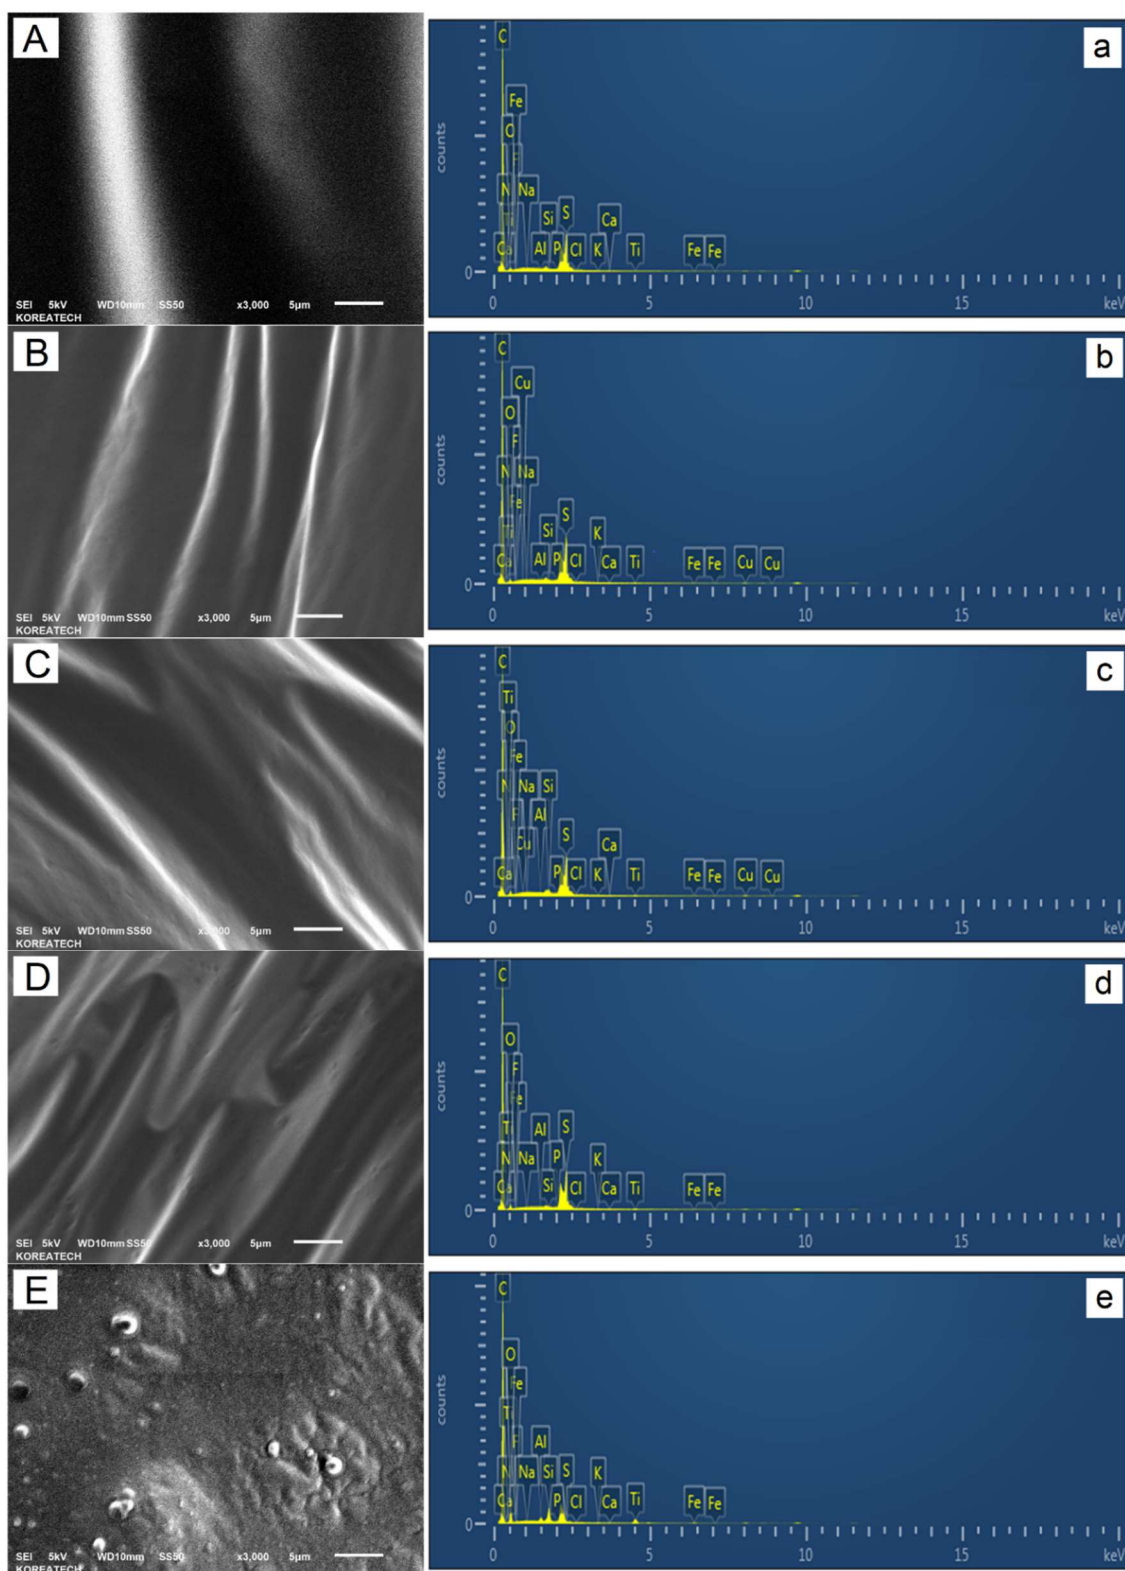 A
SEI 5kV WD10mm SS50 x3,000 5µm
KOREATECH
a
counts
C
Fe
O
F
N Na
Ti Si S Ca
Ca Al P Cl K Ti Fe Fe
0
0 5 10 15 keV
B
SEI 5kV WD10mm SS50 x3,000 5µm
KOREATECH
b
counts
C
Cu
O
F
N Na
Fe S
Ti Si K
Ca Al P Cl Ca Ti Fe Fe Cu Cu
0
0 5 10 15 keV
C
SEI 5kV WD10mm SS50 x3,000 5µm
KOREATECH
c
counts
C
Ti
O
Fe
N Na Si
F Al
Cu S Ca
Ca P Cl K Ti Fe Fe Cu Cu
0
0 5 10 15 keV
D
SEI 5kV WD10mm SS50 x3,000 5µm
KOREATECH
d
counts
C
O
F
Fe
Ti Al S
N Na P K
Ca Si Cl Ca Ti Fe Fe
0
0 5 10 15 keV
E
SEI 5kV WD10mm SS50 x3,000 5µm
KOREATECH
e
counts
C
O
Fe
Ti
F Al
N Na Si S K
Ca P Cl Ca Ti Fe Fe
0
0 5 10 15 keV